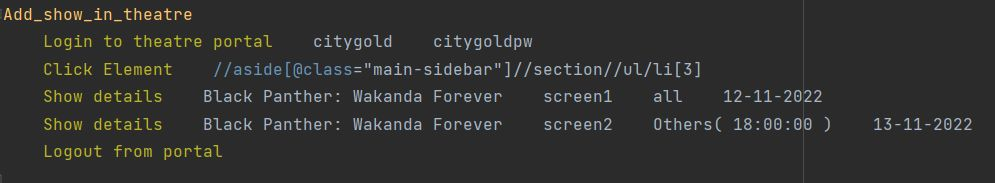 Add_show_in_theatre
    Login to theatre portal    citygold    citygoldpw
    Click Element    //aside[@class="main-sidebar"]//section//ul/li[3]
    Show details    Black Panther: Wakanda Forever    screen1    all    12-11-2022
    Show details    Black Panther: Wakanda Forever    screen2    Others( 18:00:00 )    13-11-2022
    Logout from portal